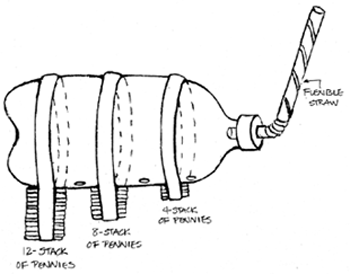 FLEXIBLE
STRAW
4-STACK
OF PENNIES
8-STACK
OF PENNIES
12-STACK
OF PENNIES